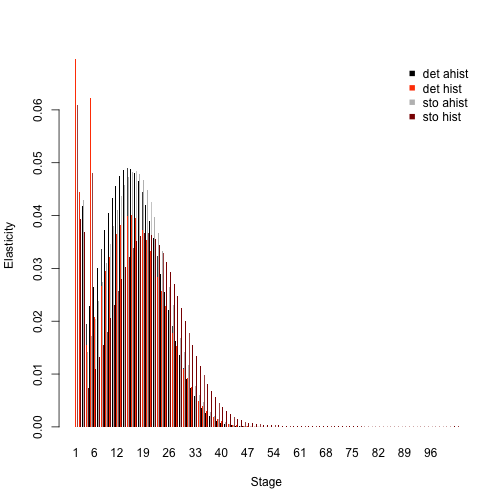 det ahist
det hist
sto ahist
sto hist
Elasticity
0.06
0.05
0.04
0.03
0.02
0.01
0.00
1 6 12 19 26 33 40 47 54 61 68 75 82 89 96
Stage